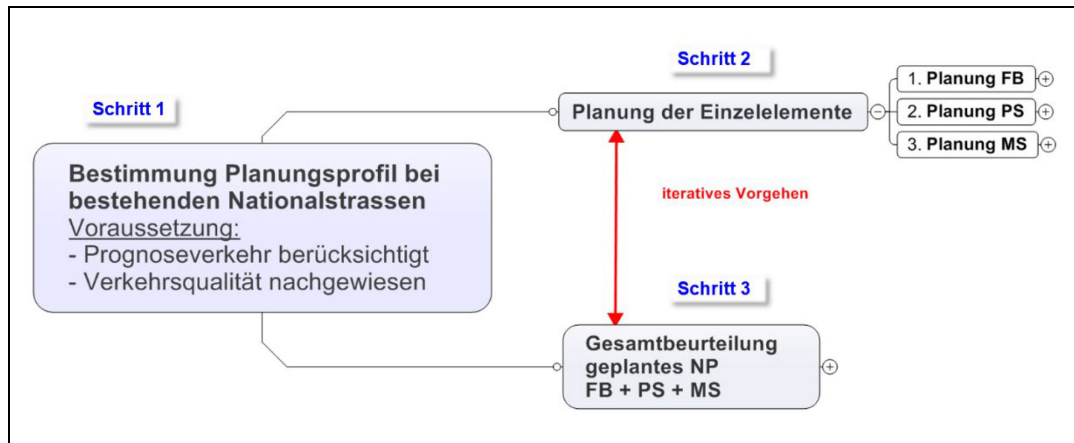 Schritt 1
Bestimmung Planungsprofil bei
bestehenden Nationalstrassen
Voraussetzung:
- Prognoseverkehr berücksichtigt
- Verkehrsqualität nachgewiesen
Schritt 2
Planung der Einzelelemente
1. Planung FB
2. Planung PS
3. Planung MS
iteratives Vorgehen
Schritt 3
Gesamtbeurteilung
geplantes NP
FB + PS + MS